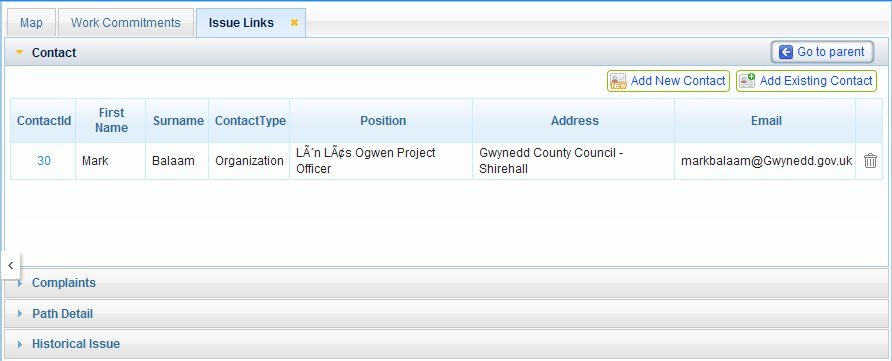 Map
Work Commitments
Issue Links
Contact
Go to parent
NEW
Add New Contact
Add Existing Contact
ContactId
First Name
Surname
ContactType
Position
Address
Email
30
Mark
Balaam
Organization
LÃ´n LÃ¢s Ogwen Project
Officer
Gwynedd County Council -
Shirehall
markbalaam@Gwynedd.gov.uk
Complaints
Path Detail
Historical Issue